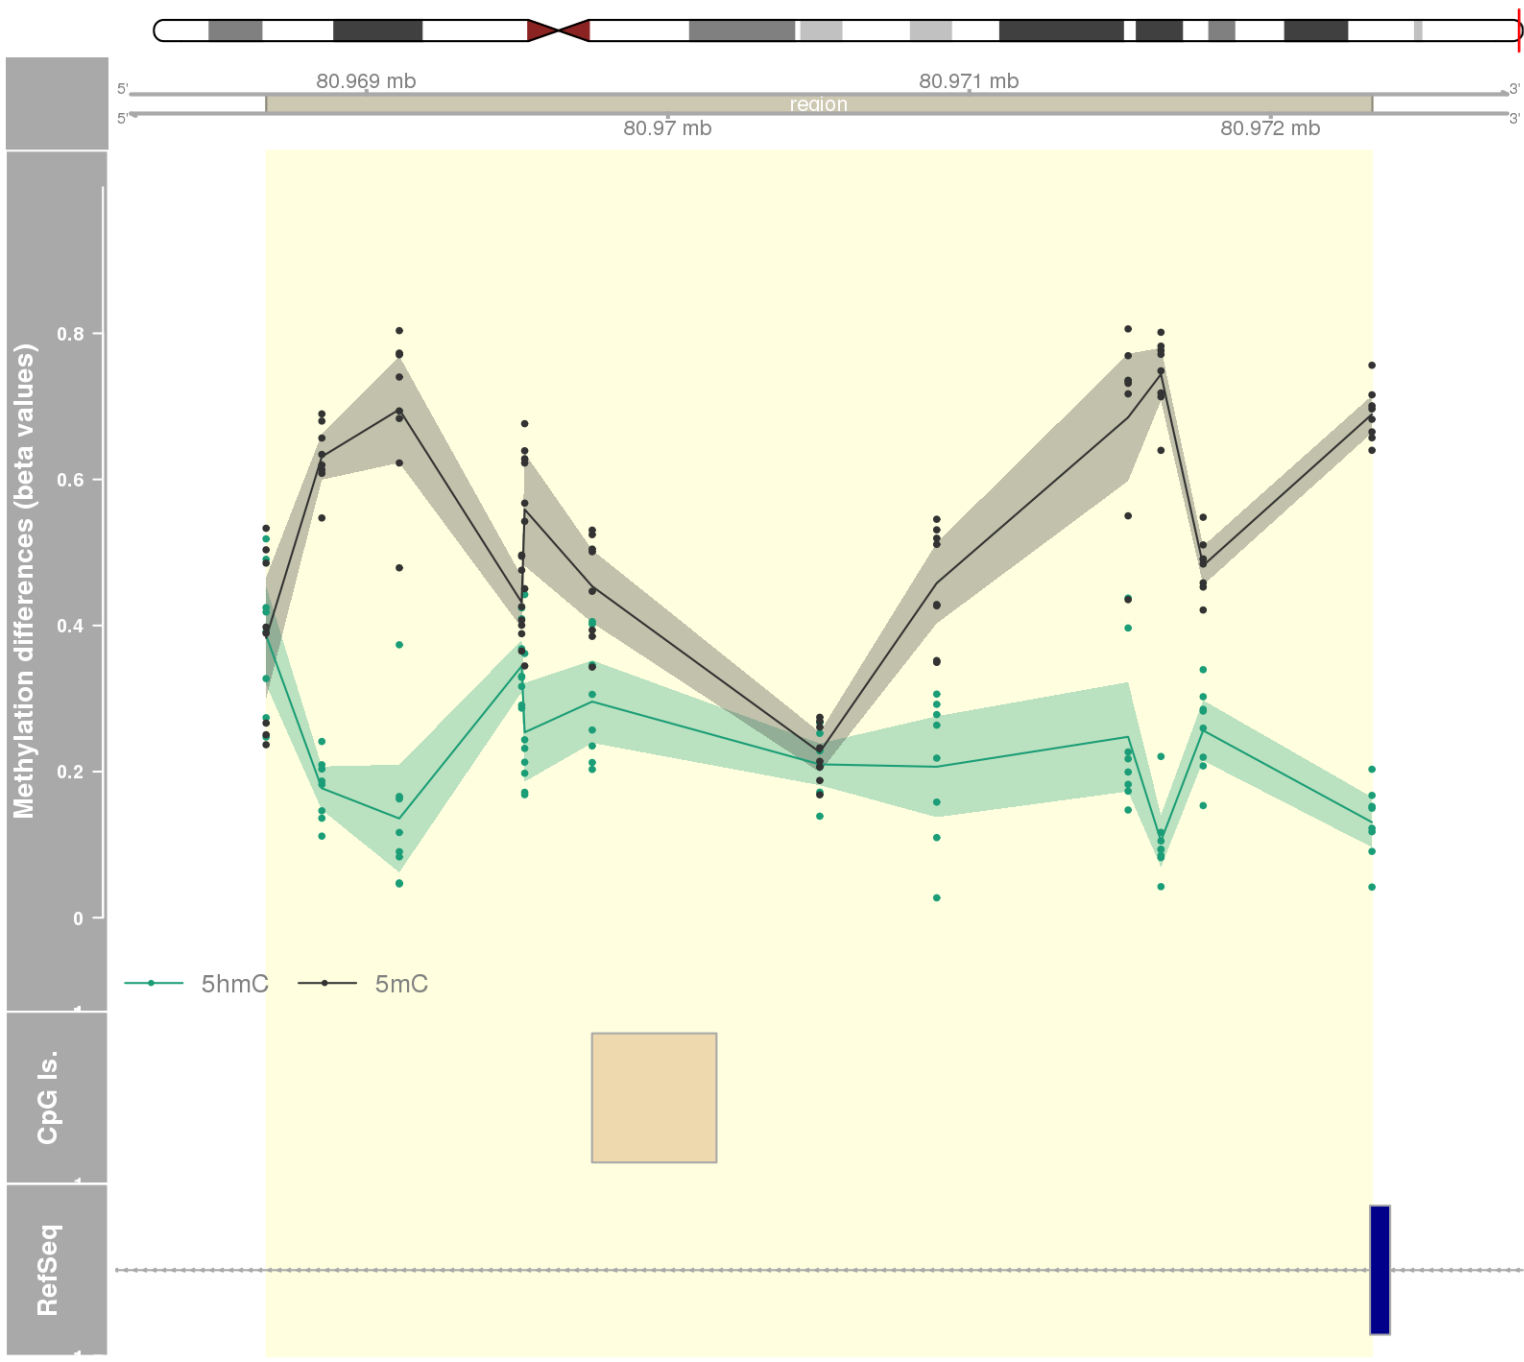 80.969 mb
80.971 mb
5'
3'
region
5'
3'
80.97 mb
80.972 mb
Methylation differences (beta values)
0.8
0.6
0.4
0.2
0
5hmC
5mC
CpG Is.
RefSeq